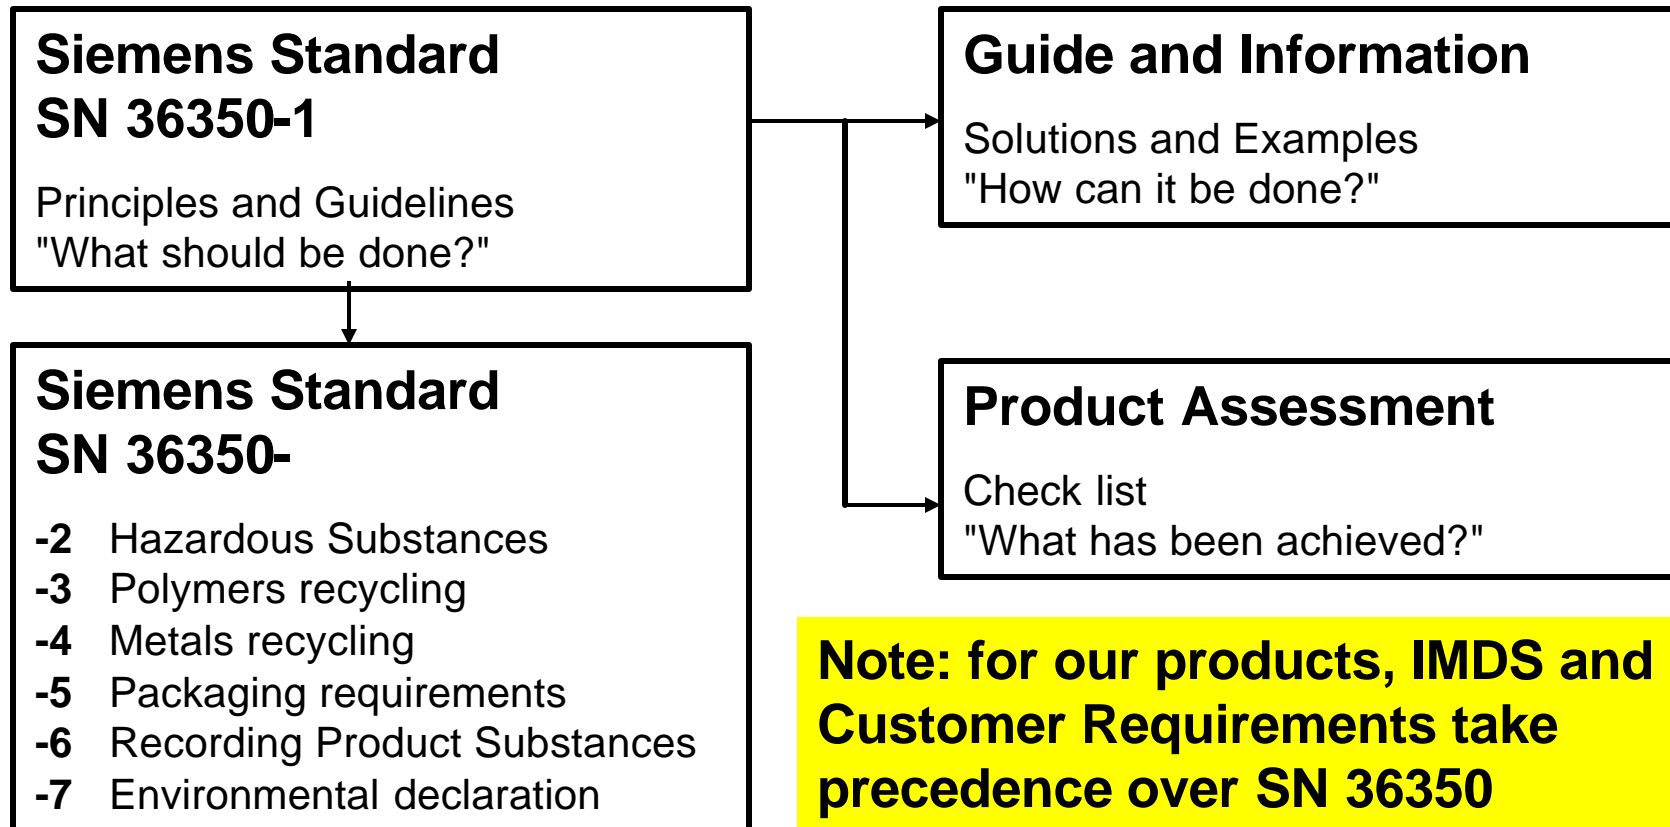 Siemens Standard
SN 36350-1
Principles and Guidelines
"What should be done?"
Siemens Standard
SN 36350-
-2 Hazardous Substances
-3 Polymers recycling
-4 Metals recycling
-5 Packaging requirements
-6 Recording Product Substances
-7 Environmental declaration
Guide and Information
Solutions and Examples
"How can it be done?"
Product Assessment
Check list
"What has been achieved?"
Note: for our products, IMDS and
Customer Requirements take
precedence over SN 36350